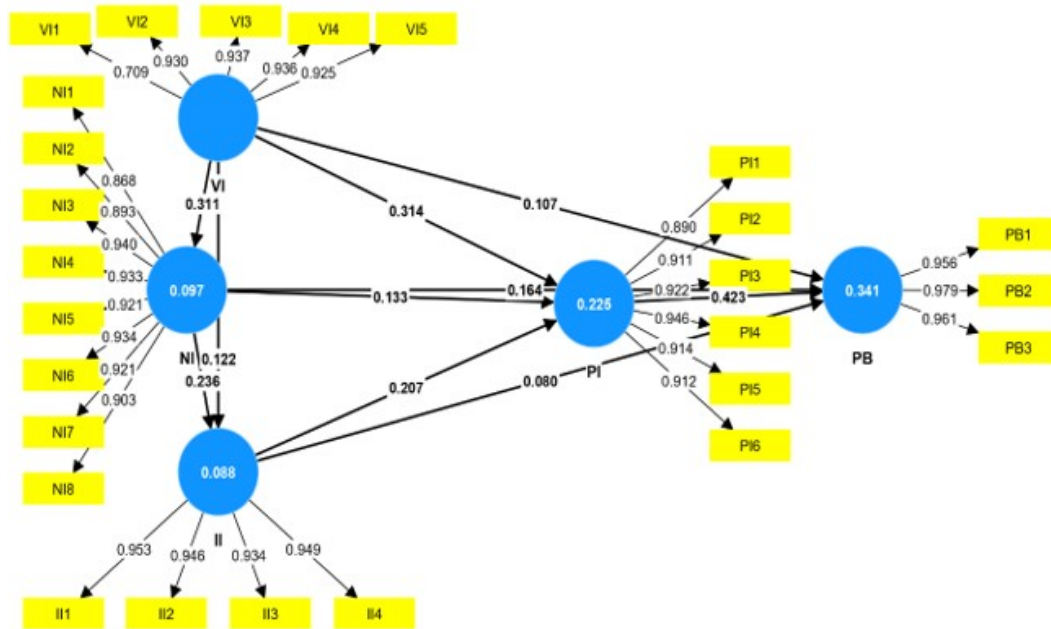 VI1
VI2
VI3
VI4
VI5
0.709
0.930
0.937
0.936
0.925
NI1
NI2
NI3
NI4
NI5
NI6
NI7
NI8
0.868
0.893
0.940
0.933
0.921
0.934
0.921
0.903
VI
0.311
0.314
0.107
0.097
NI
0.122
0.236
0.133
0.164
0.207
0.080
0.225
PI
0.423
PI1
PI2
PI3
PI4
PI5
PI6
0.890
0.911
0.922
0.946
0.914
0.912
0.341
PB
0.956
0.979
0.961
PB1
PB2
PB3
0.088
II
0.953
0.946
0.934
0.949
II1
II2
II3
II4